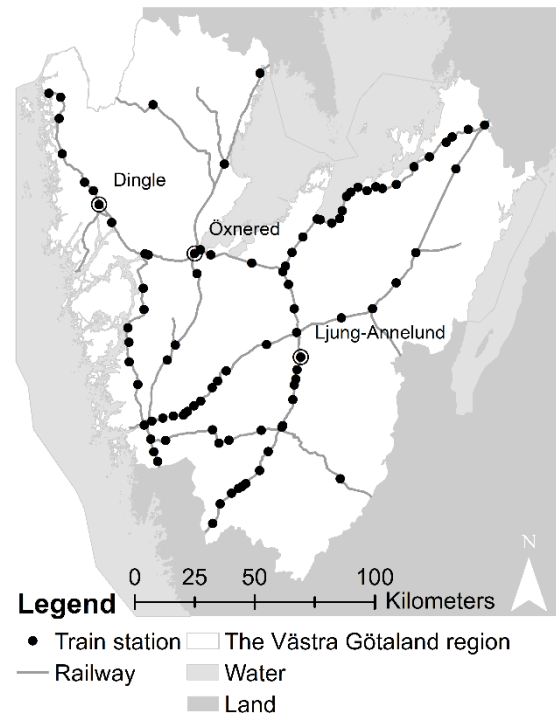 Dingle
Öxnered
Ljung-Annelund
N
0 25 50 100
Legend
Kilometers
Train station The Västra Götaland region
Railway Water
Land